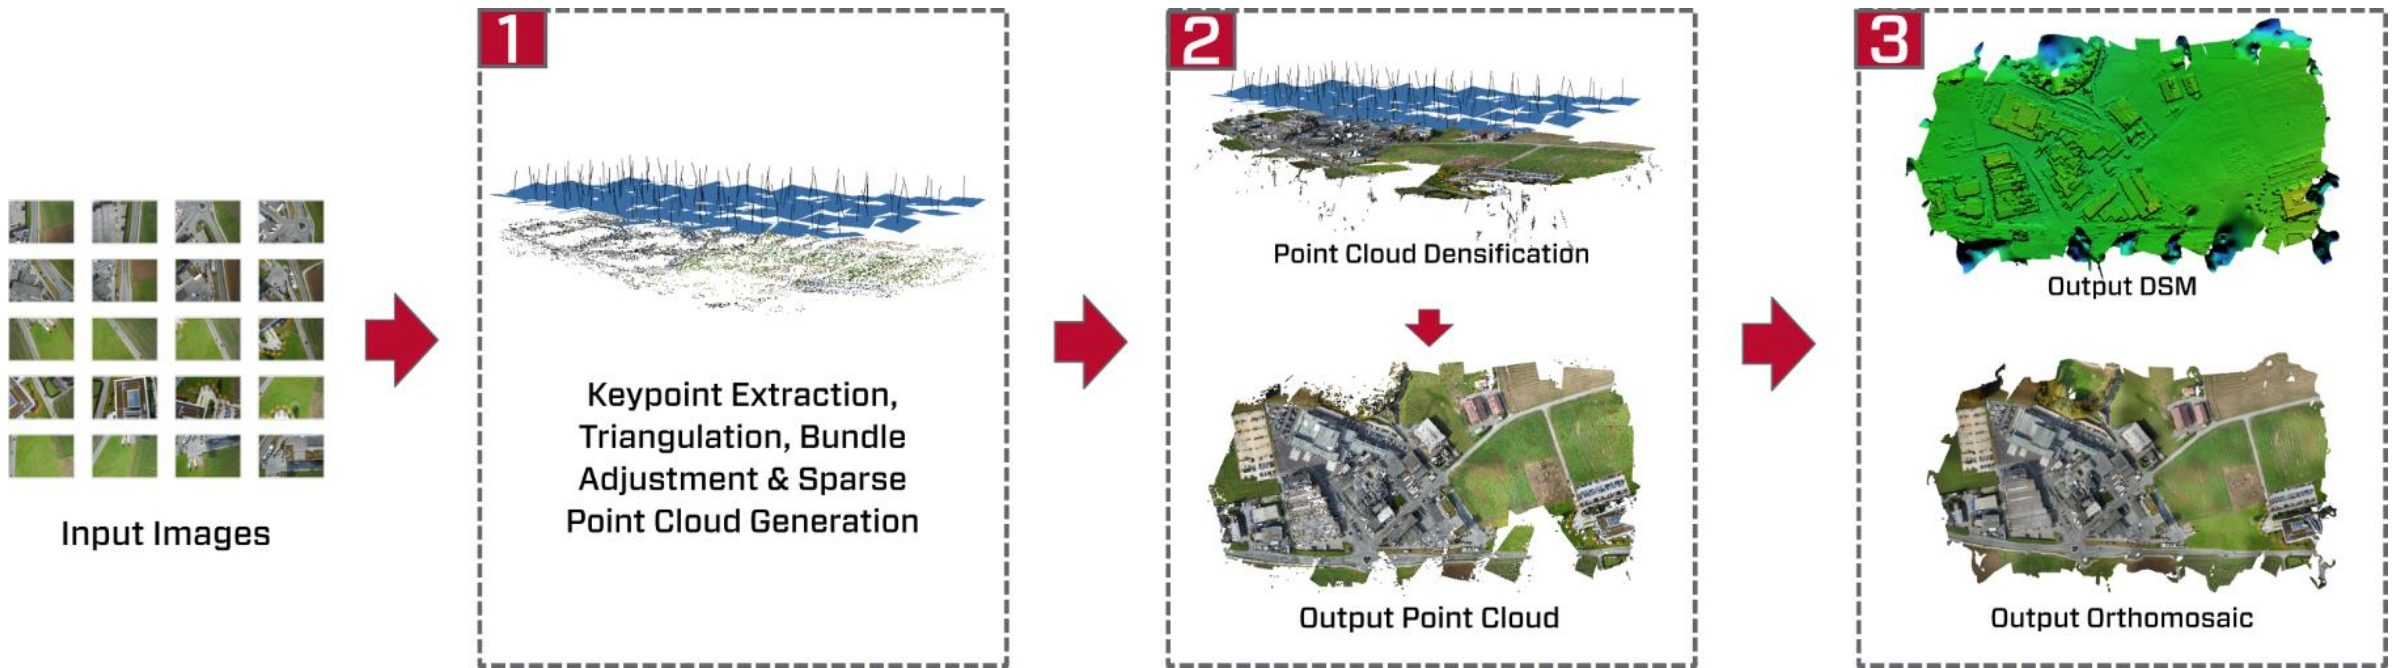 Input Images
1
Keypoint Extraction,
Triangulation, Bundle
Adjustment & Sparse
Point Cloud Generation
2
Point Cloud Densification
Output Point Cloud
3
Output DSM
Output Orthomosaic